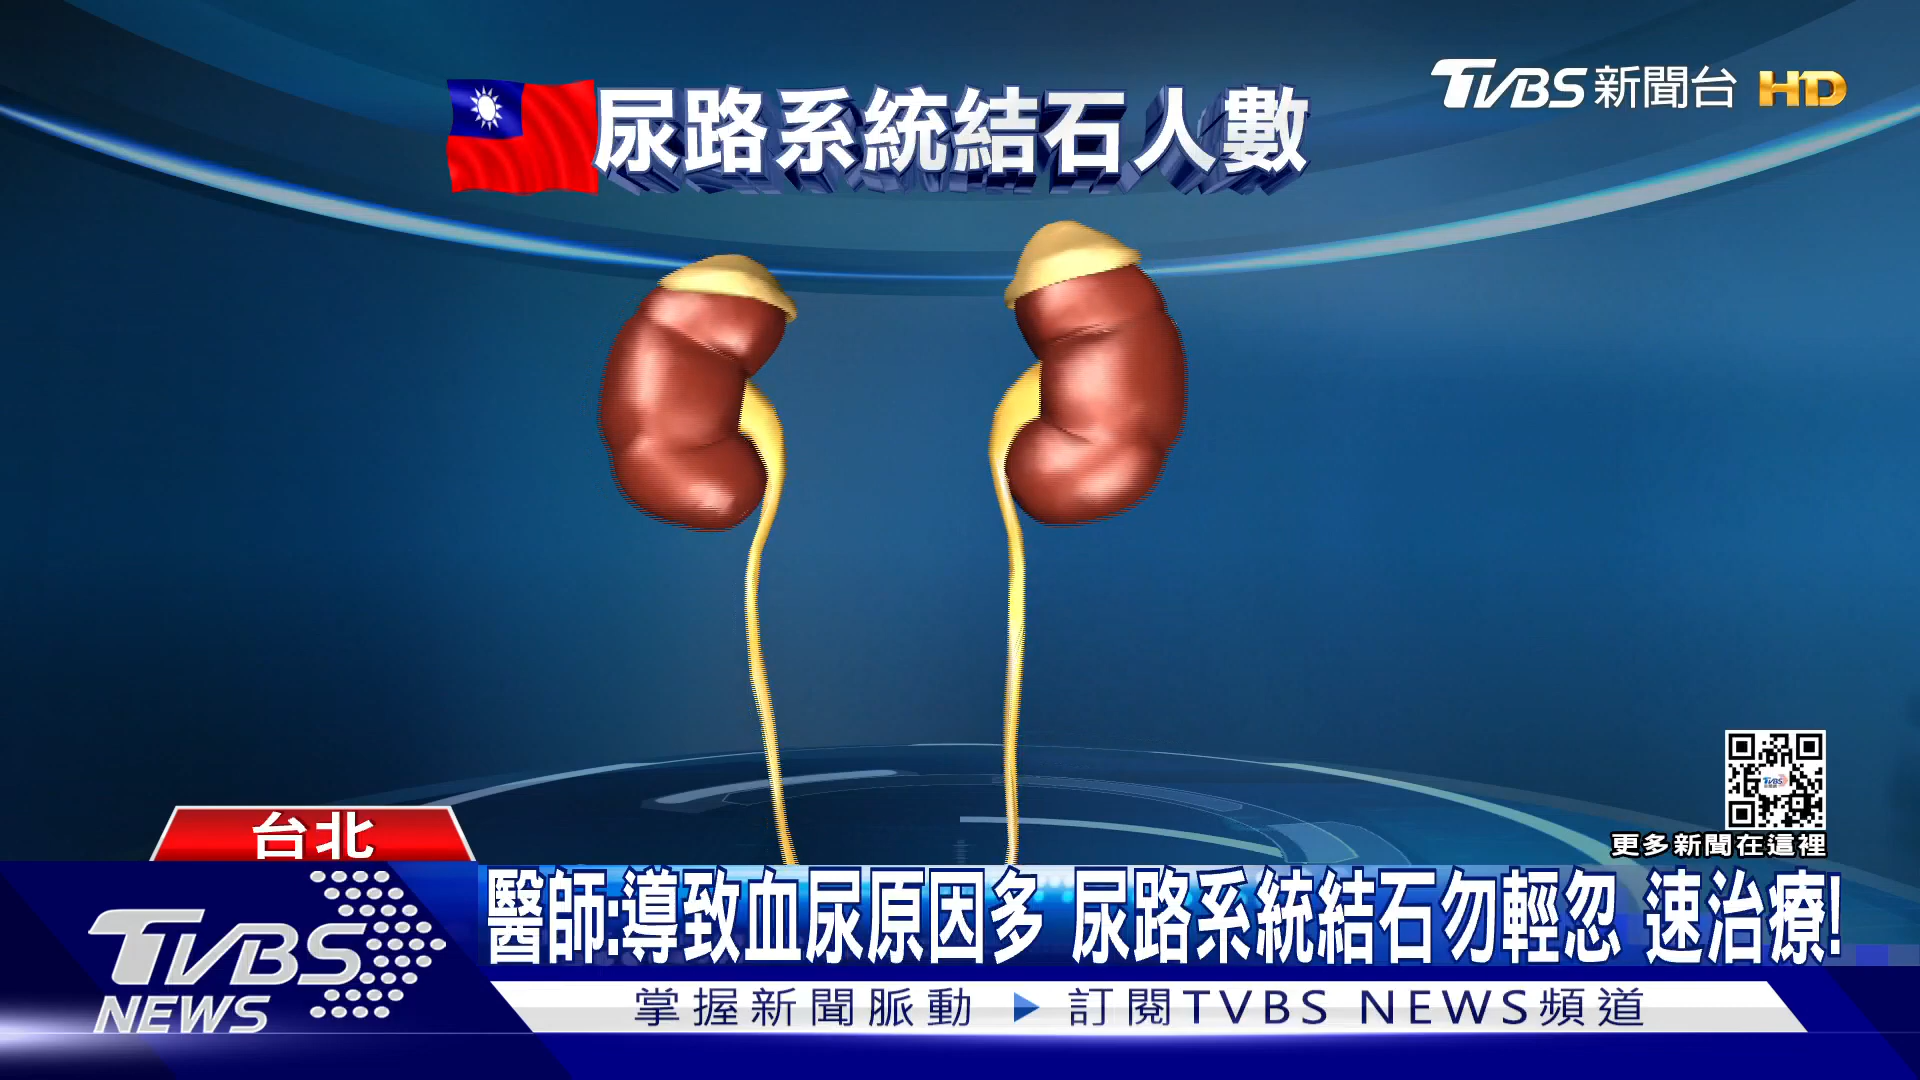 TVBS新聞台 HD
尿路系統結石人數
更多新聞在這裡
台北
醫師:導致血尿原因多 尿路系統結石勿輕忽 速治療!
TVBS NEWS
掌握新聞脈動 ▶ 訂閱TVBS NEWS頻道